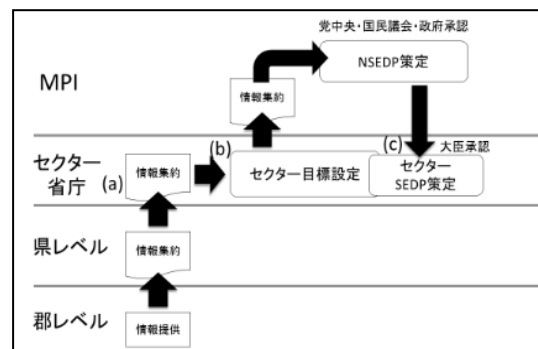 党中央・国民議会・政府承認
NSEDP策定
MPI
情報集約
(b)
(c)
大臣承認
セクター
省庁
(a)
情報集約
セクター目標設定
セクター
SEDP策定
県レベル
情報集約
郡レベル
情報提供